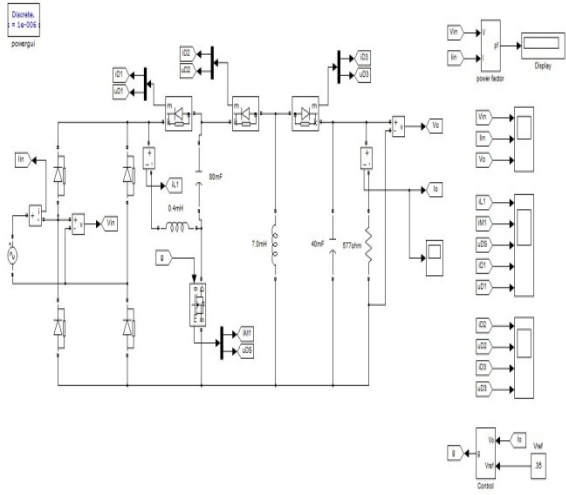 Discrete,
s = 1e-006.
powergui
iD1
uD1
iD2
uD2
iD3
uD3
Vin
Iin
V
I
pf
power factor
Display
Iin
Vin
iL1
80mF
0.4mH
g
iM1
uDS
7.0mH
40mF
577ohm
Vo
Io
Vin
Iin
Vo
iL1
iM1
uDS
iD1
uD1
iD2
uD2
iD3
uD3
g
g
Vo
Vref
Control
Io
Vref
.35